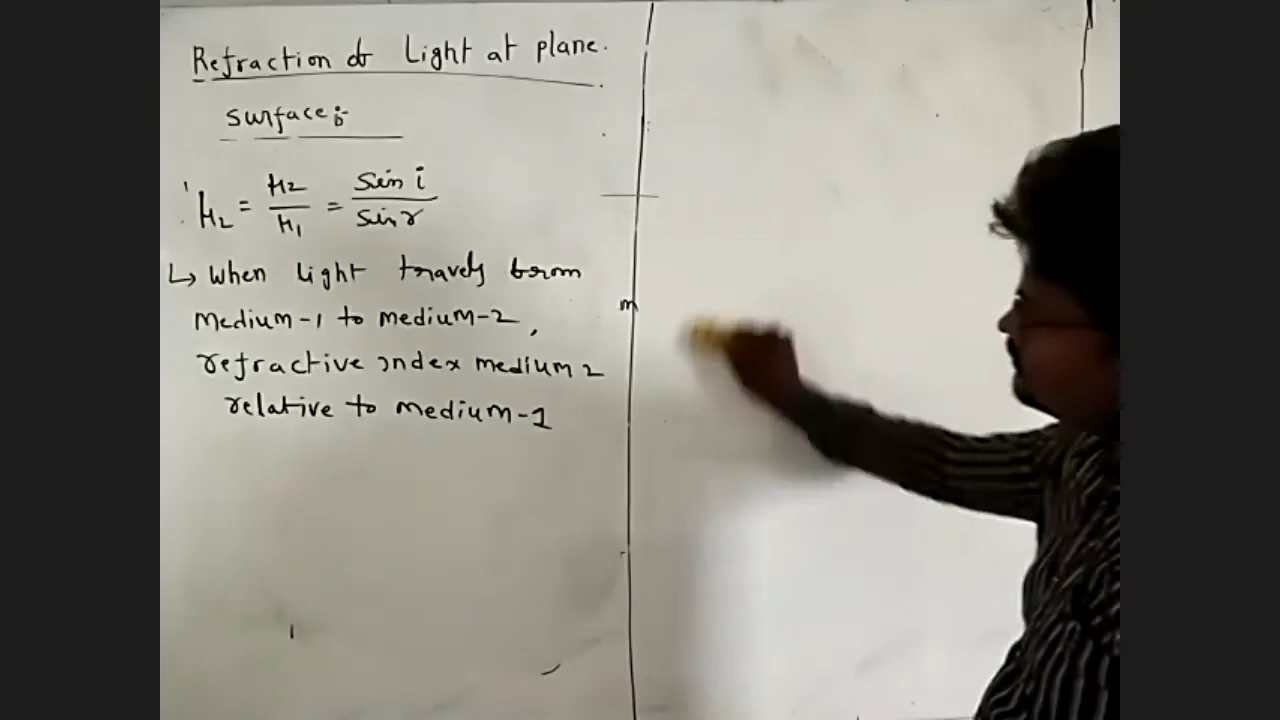 Refraction of Light at plane.
surface :-
¹μ₂ = μ₂/μ₁ = sin i/sin r
↳ When light travels from
medium-1 to medium-2,
refractive index medium 2
relative to medium-1
m